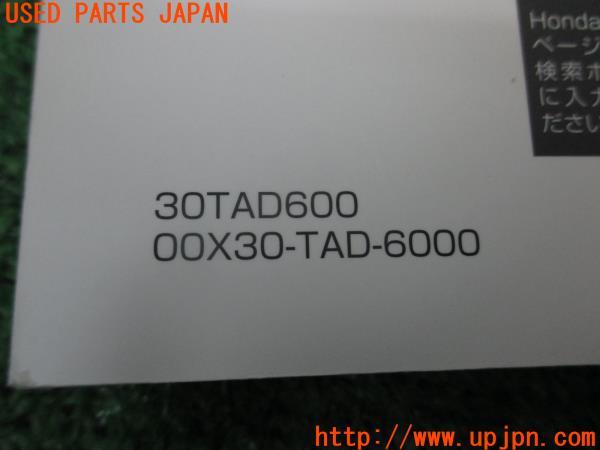 USED PARTS JAPAN
Honda
ページ
検索ボ
に入力
ださい
30TAD600
00X30-TAD-6000
http://www.upjpn.com/